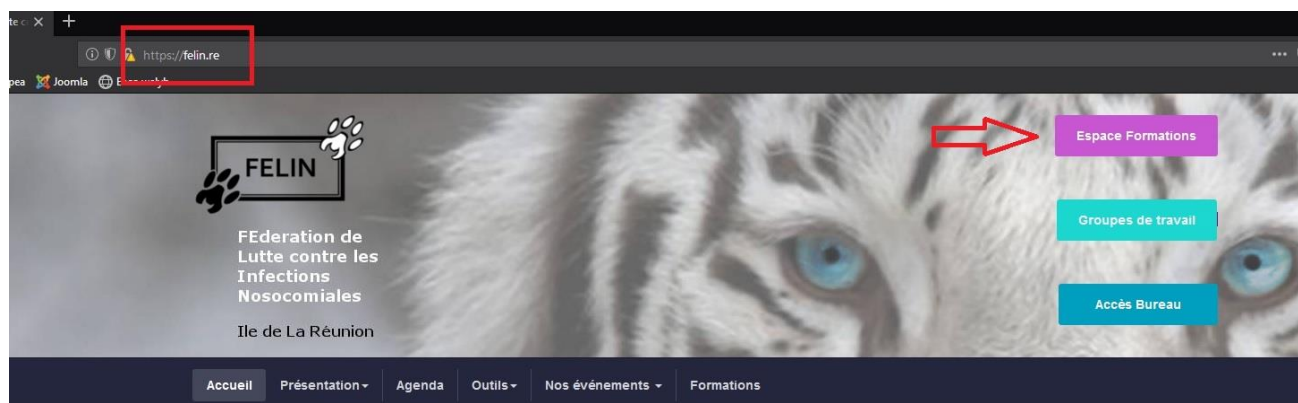 https://felin.re
pea Joomla
Espace Formations
FELIN
Groupes de travail
FEderation de
Lutte contre les
Infections
Nosocomiales
Accès Bureau
Ile de La Réunion
Accueil Présentation Agenda Outils Nos événements Formations